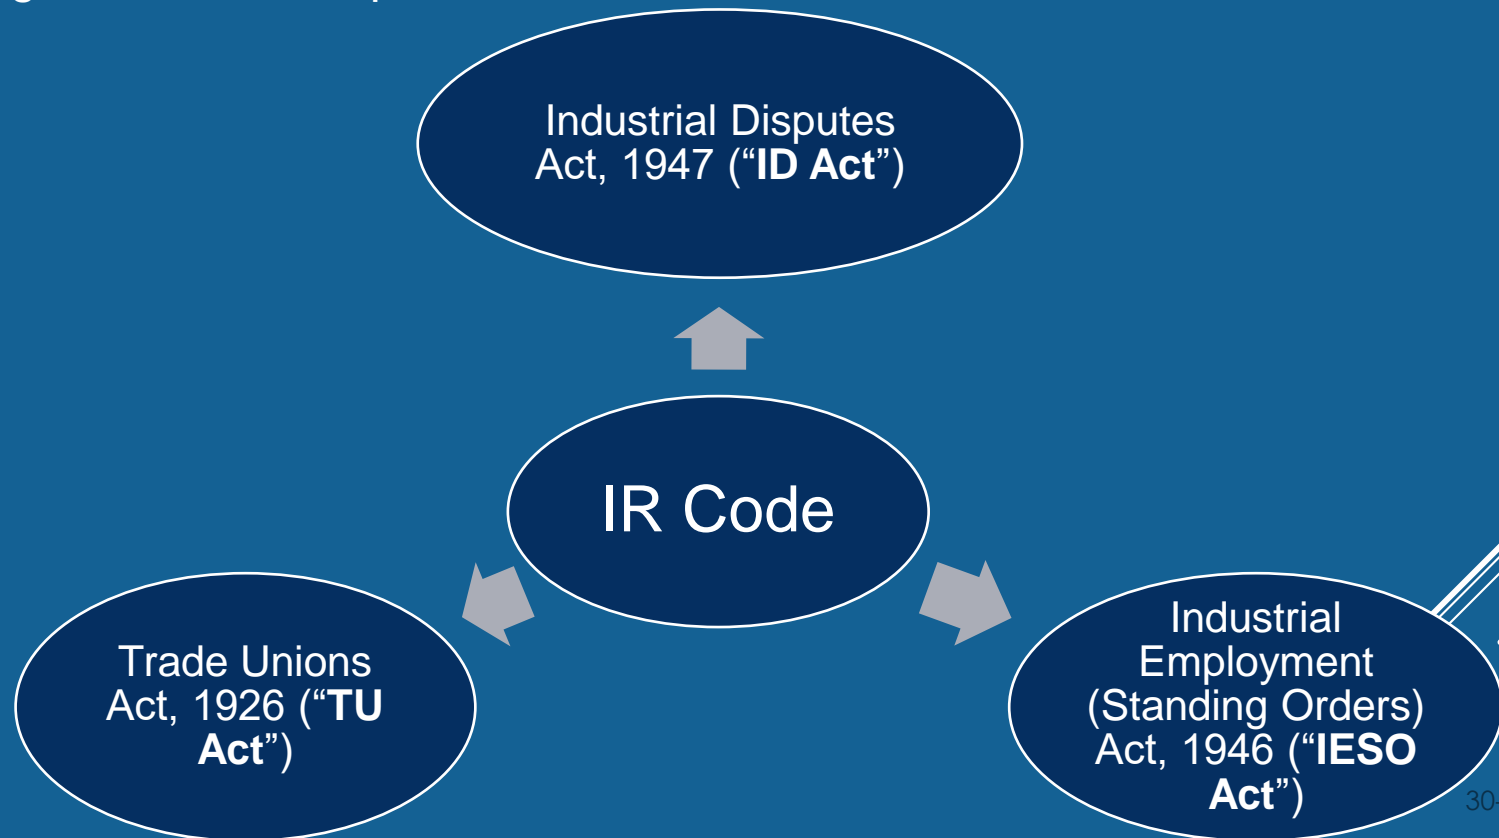 Industrial Disputes
Act, 1947 (“ID Act”)
IR Code
Trade Unions
Act, 1926 (“TU
Act”)
Industrial
Employment
(Standing Orders)
Act, 1946 (“IESO
Act”)
30-